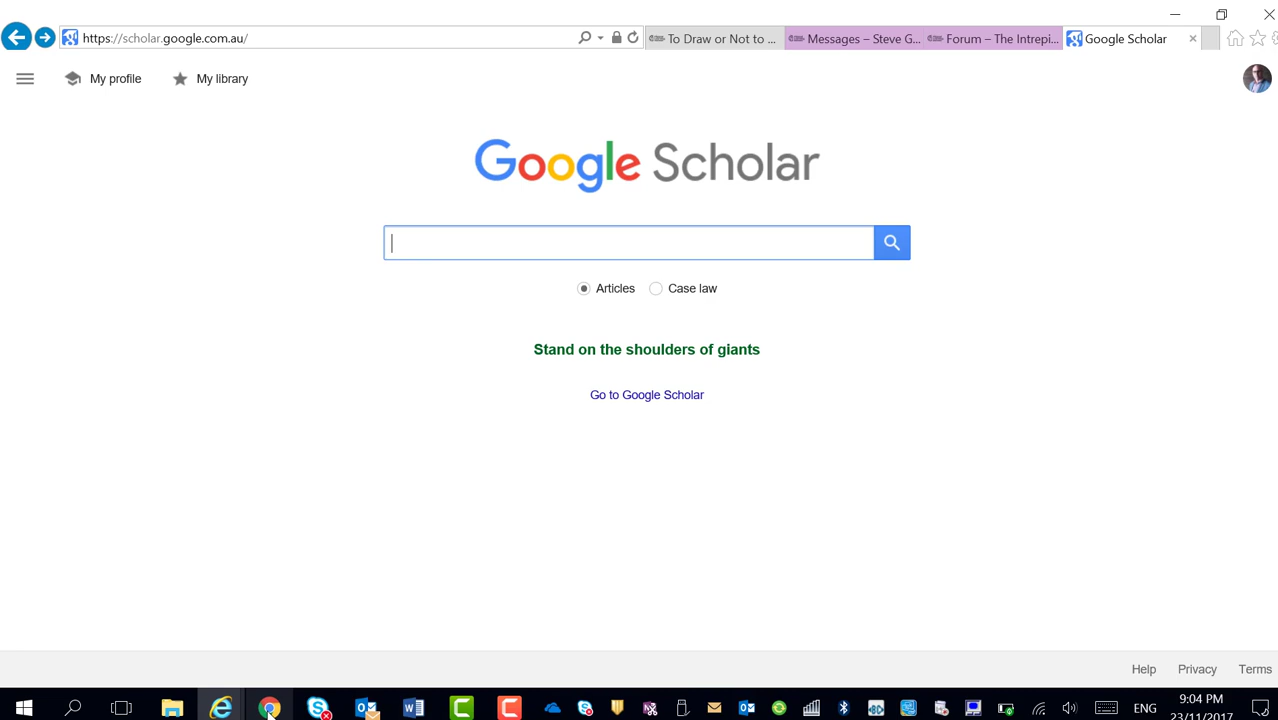 https://scholar.google.com.au/
To Draw or Not to ...
Messages – Steve G...
Forum – The Intrepi...
Google Scholar
My profile
My library
Google Scholar
Articles
Case law
Stand on the shoulders of giants
Go to Google Scholar
Help
Privacy
Terms
ENG
9:04 PM
23/11/2017